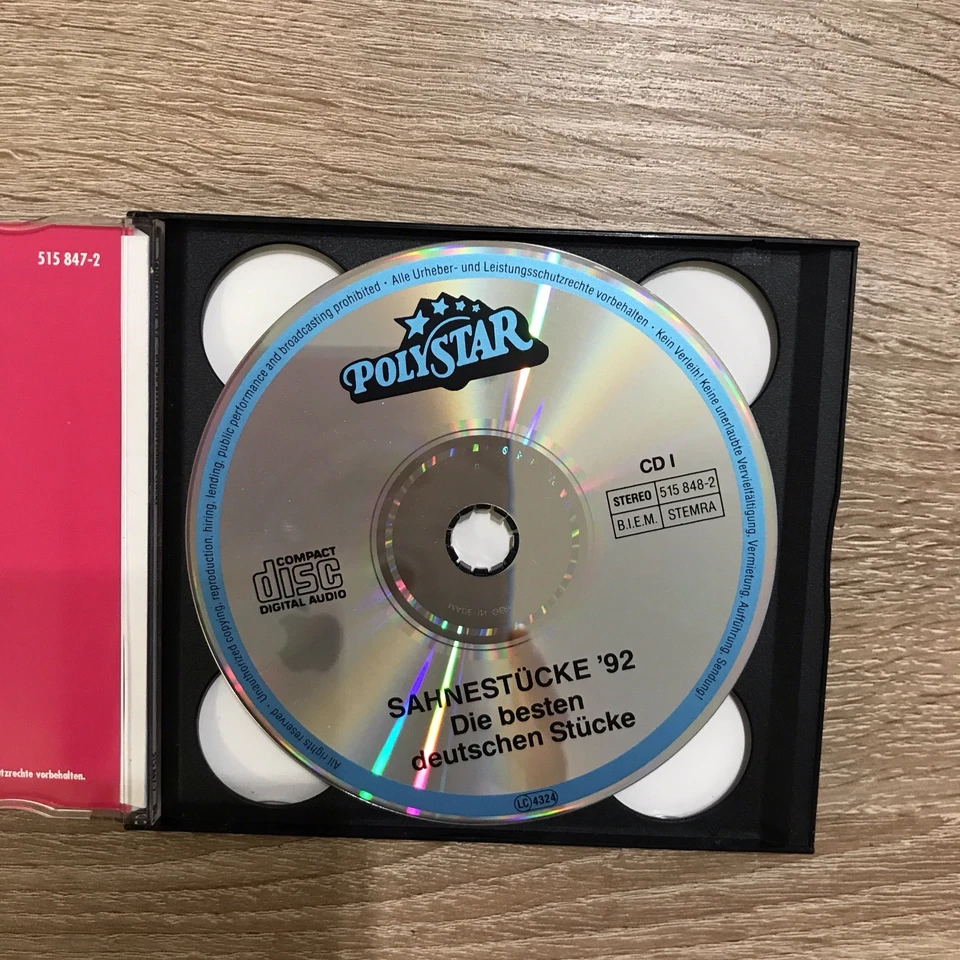 515 847-2
tzrechte vorbehalten.
All rights reserved · Unauthorized copying, reproduction, hiring, lending, public performance and broadcasting prohibited · Alle Urheber- und Leistungsschutzrechte vorbehalten · Kein Verleih! Keine unerlaubte Vervielfältigung, Vermietung, Aufführung, Sendung!
POLYSTAR
CD I
STEREO 515 848-2
B.I.E.M. STEMRA
COMPACT
disc
DIGITAL AUDIO
SAHNESTÜCKE '92
Die besten
deutschen Stücke
LC 4324